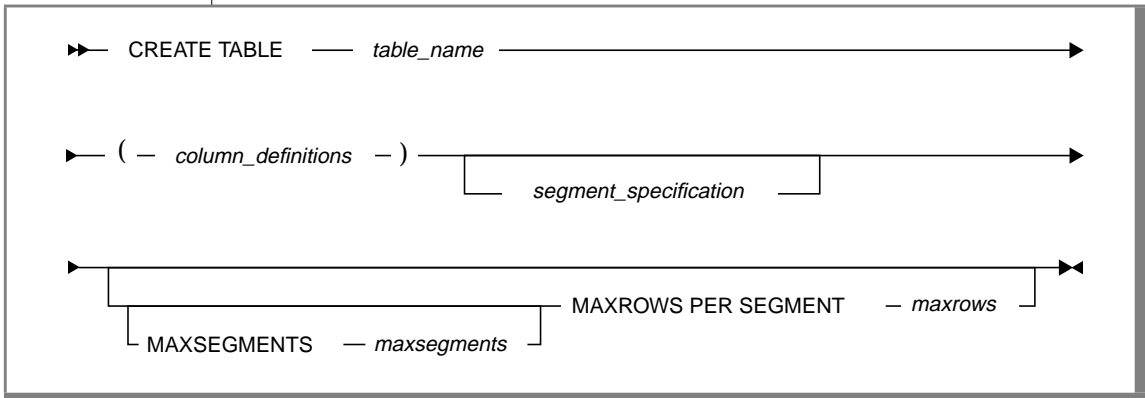 CREATE TABLE table_name
( column_definitions )
segment_specification
MAXROWS PER SEGMENT maxrows
MAXSEGMENTS maxsegments